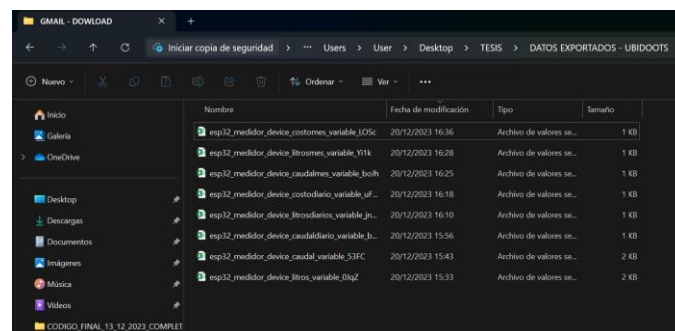 GMAIL - DOWLOAD
Iniciar copia de seguridad > ... Users > User > Desktop > TESIS > DATOS EXPORTADOS - UBIDOOTS
Nuevo Ordenar Ver ...
Nombre Fecha de modificación Tipo Tamaño
Inicio
Galería
OneDrive
Desktop
Descargas
Documentos
Imágenes
Música
Vídeos
CODIGO_FINAL_13_12_2023_COMPLET
esp32_medidor_device_costomes_variable_LOSc 20/12/2023 16:36 Archivo de valores se... 1 KB
esp32_medidor_device_litrosmes_variable_Yi1k 20/12/2023 16:28 Archivo de valores se... 1 KB
esp32_medidor_device_caudalmes_variable_bolh 20/12/2023 16:25 Archivo de valores se... 1 KB
esp32_medidor_device_costodiario_variable_uF... 20/12/2023 16:18 Archivo de valores se... 1 KB
esp32_medidor_device_litrosdiarios_variable_jn... 20/12/2023 16:10 Archivo de valores se... 1 KB
esp32_medidor_device_caudaldiario_variable_b... 20/12/2023 15:56 Archivo de valores se... 1 KB
esp32_medidor_device_caudal_variable_53FC 20/12/2023 15:43 Archivo de valores se... 2 KB
esp32_medidor_device_litros_variable_0JqZ 20/12/2023 15:33 Archivo de valores se... 2 KB